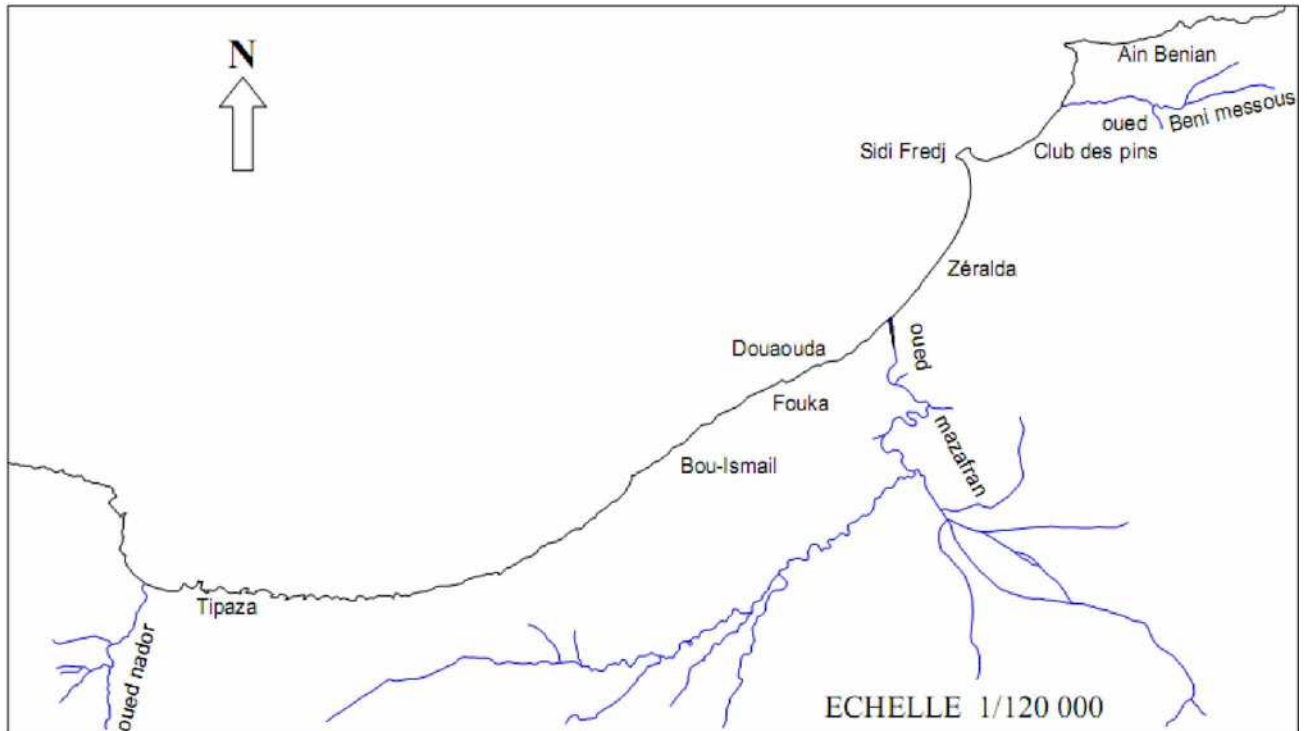 N
Ain Benian
oued Beni messous
Sidi Fredj
Club des pins
Zéralda
oued mazafran
Douaouda
Fouka
Bou-Ismail
Tipaza
oued nador
ECHELLE 1/120 000